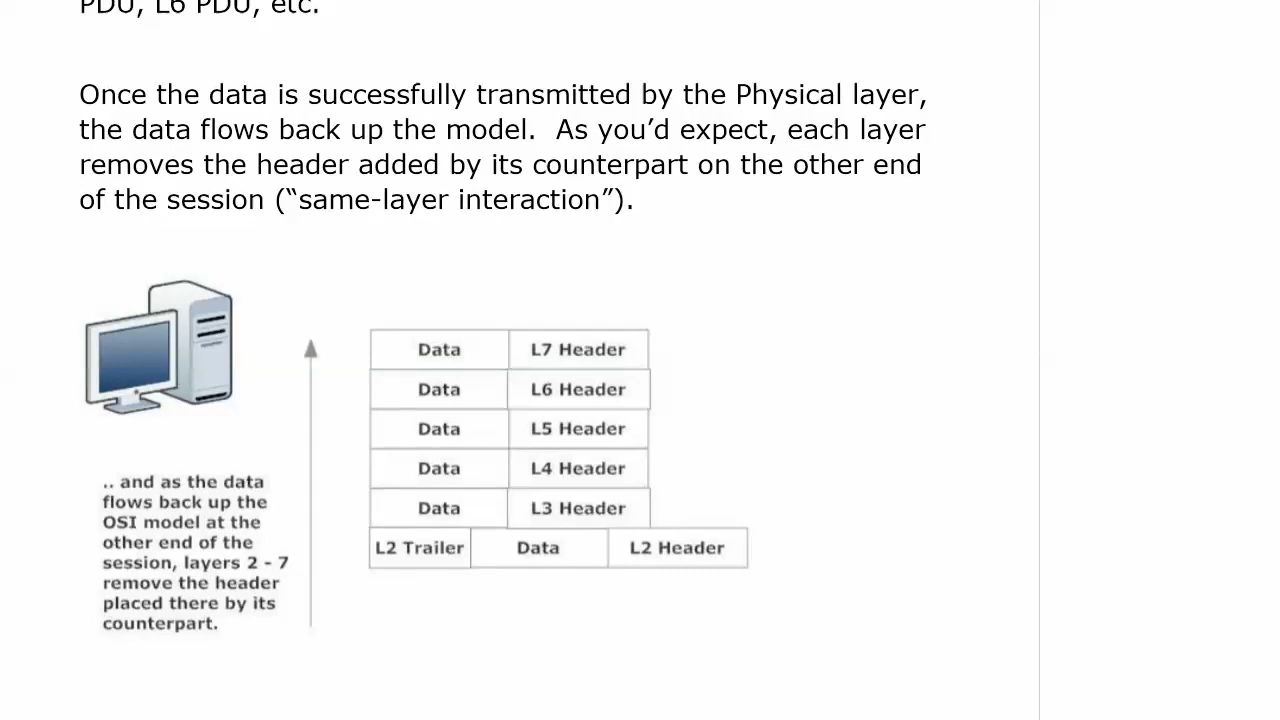 PDU, L6 PDU, etc.
Once the data is successfully transmitted by the Physical layer,
the data flows back up the model.  As you’d expect, each layer
removes the header added by its counterpart on the other end
of the session (“same-layer interaction”).
.. and as the data
flows back up the
OSI model at the
other end of the
session, layers 2 - 7
remove the header
placed there by its
counterpart.
Data L7 Header
Data L6 Header
Data L5 Header
Data L4 Header
Data L3 Header
L2 Trailer Data L2 Header